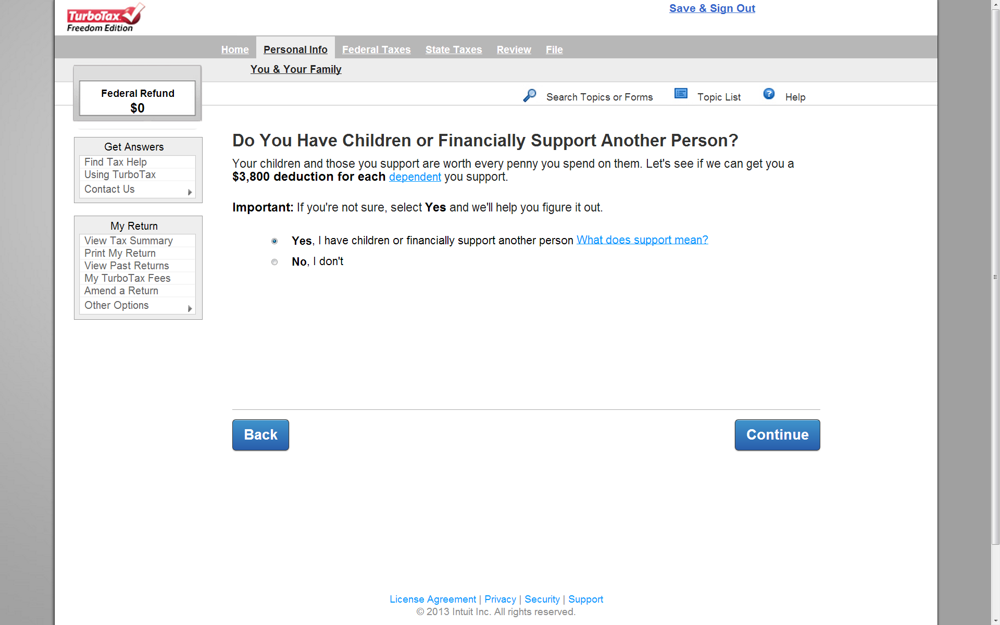 TurboTax
Freedom Edition
Save & Sign Out
Home Personal Info Federal Taxes State Taxes Review File
You & Your Family
Federal Refund
$0
Search Topics or Forms Topic List Help
Get Answers
Find Tax Help
Using TurboTax
Contact Us
My Return
View Tax Summary
Print My Return
View Past Returns
My TurboTax Fees
Amend a Return
Other Options
Do You Have Children or Financially Support Another Person?
Your children and those you support are worth every penny you spend on them. Let's see if we can get you a
$3,800 deduction for each dependent you support.
Important: If you're not sure, select Yes and we'll help you figure it out.
Yes, I have children or financially support another person What does support mean?
No, I don't
Back Continue
License Agreement | Privacy | Security | Support
© 2013 Intuit Inc. All rights reserved.